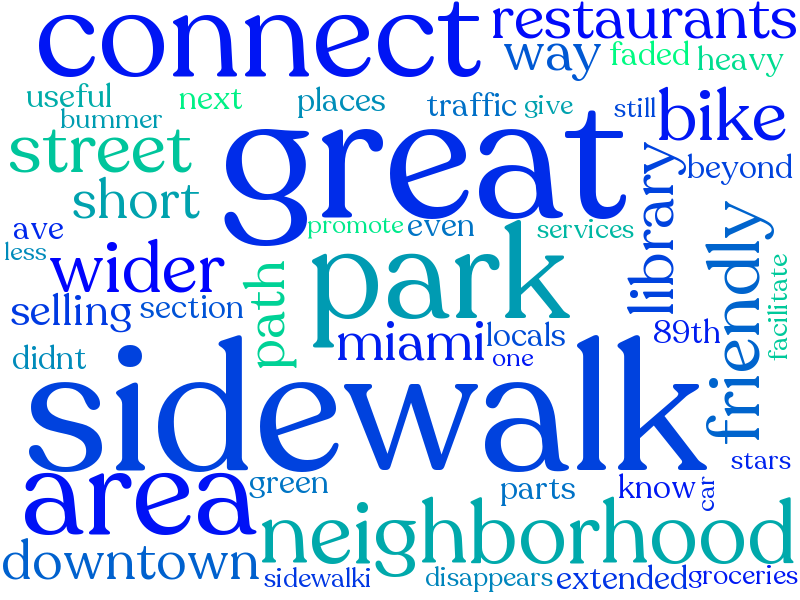 connect
restaurants
way
faded
heavy
useful
next
places
traffic
give
still
bummer
bike
street
great
library
beyond
short
friendly
ave
promote
even
services
less
wider
park
path
facilitate
selling
section
miami
locals
89th
didnt
one
sidewalk
stars
area
green
parts
know
car
neighborhood
downtown
sidewalki
disappears
extended
groceries